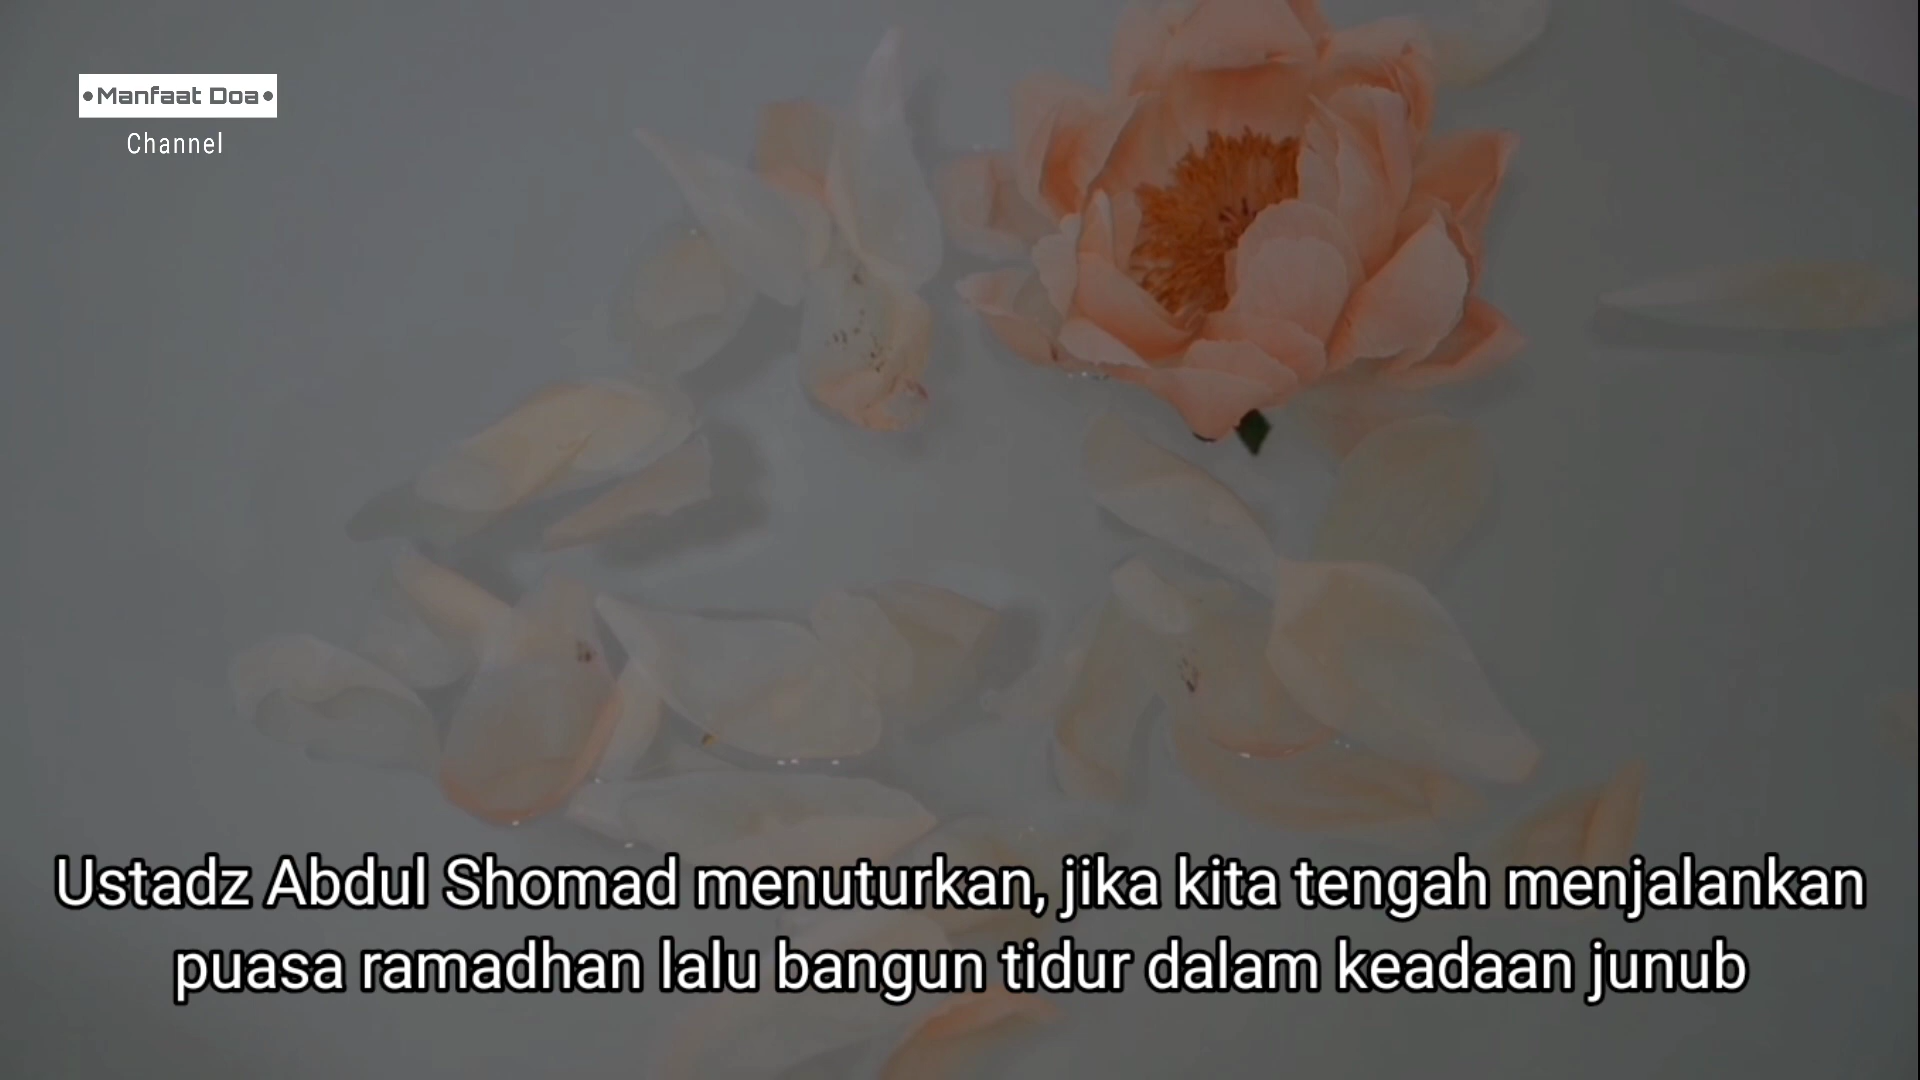 •Manfaat Doa•
Channel
Ustadz Abdul Shomad menuturkan, jika kita tengah menjalankan
puasa ramadhan lalu bangun tidur dalam keadaan junub